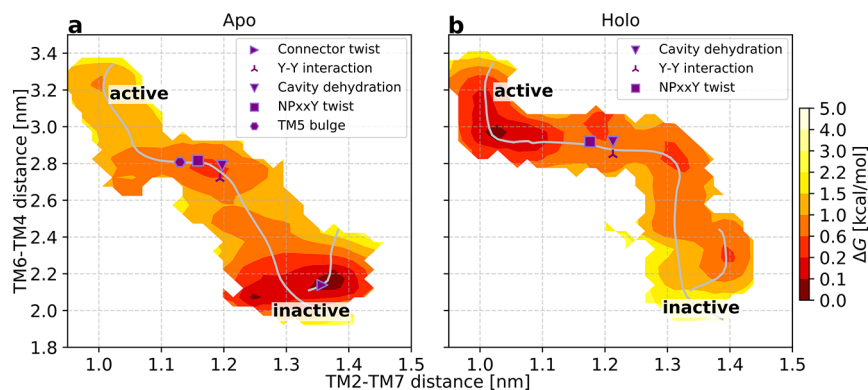 a
Apo
b
Holo
TM6-TM4 distance [nm]
3.4
3.2
3.0
2.8
2.6
2.4
2.2
2.0
1.8
active
inactive
Connector twist
Y-Y interaction
Cavity dehydration
NPxxY twist
TM5 bulge
1.0
1.1
1.2
1.3
1.4
1.5
active
inactive
Cavity dehydration
Y-Y interaction
NPxxY twist
1.0
1.1
1.2
1.3
1.4
1.5
TM2-TM7 distance [nm]
5.0
4.0
3.0
2.0
1.5
1.0
0.6
0.2
0.1
0.0
ΔG [kcal/mol]